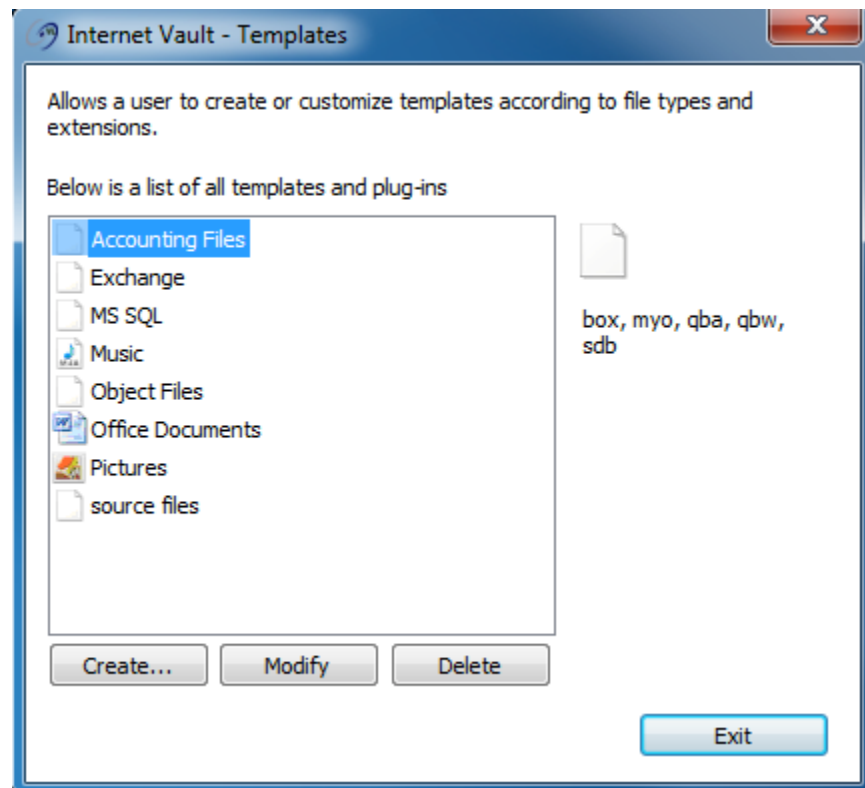 Internet Vault - Templates
Allows a user to create or customize templates according to file types and
extensions.
Below is a list of all templates and plug-ins
Accounting Files
Exchange
MS SQL
Music
Object Files
Office Documents
Pictures
source files
box, myo, qba, qbw,
sdb
Create...
Modify
Delete
Exit